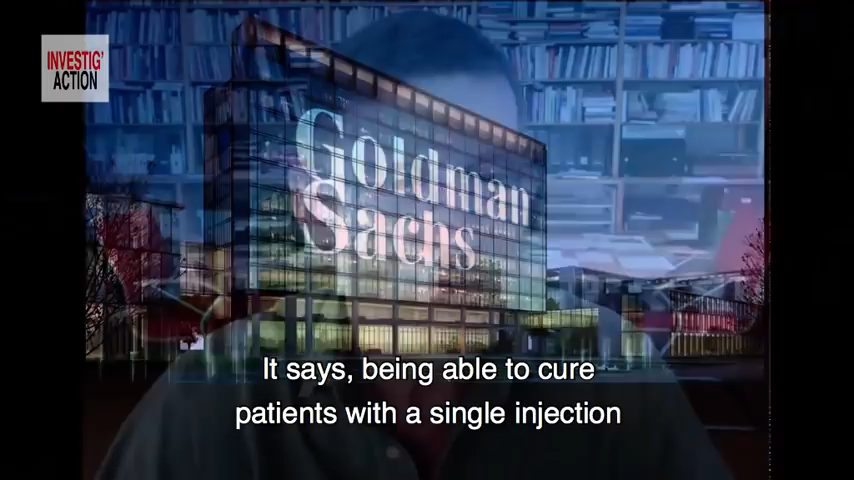 INVESTIG'
ACTION
Goldman
Sachs
It says, being able to cure
patients with a single injection